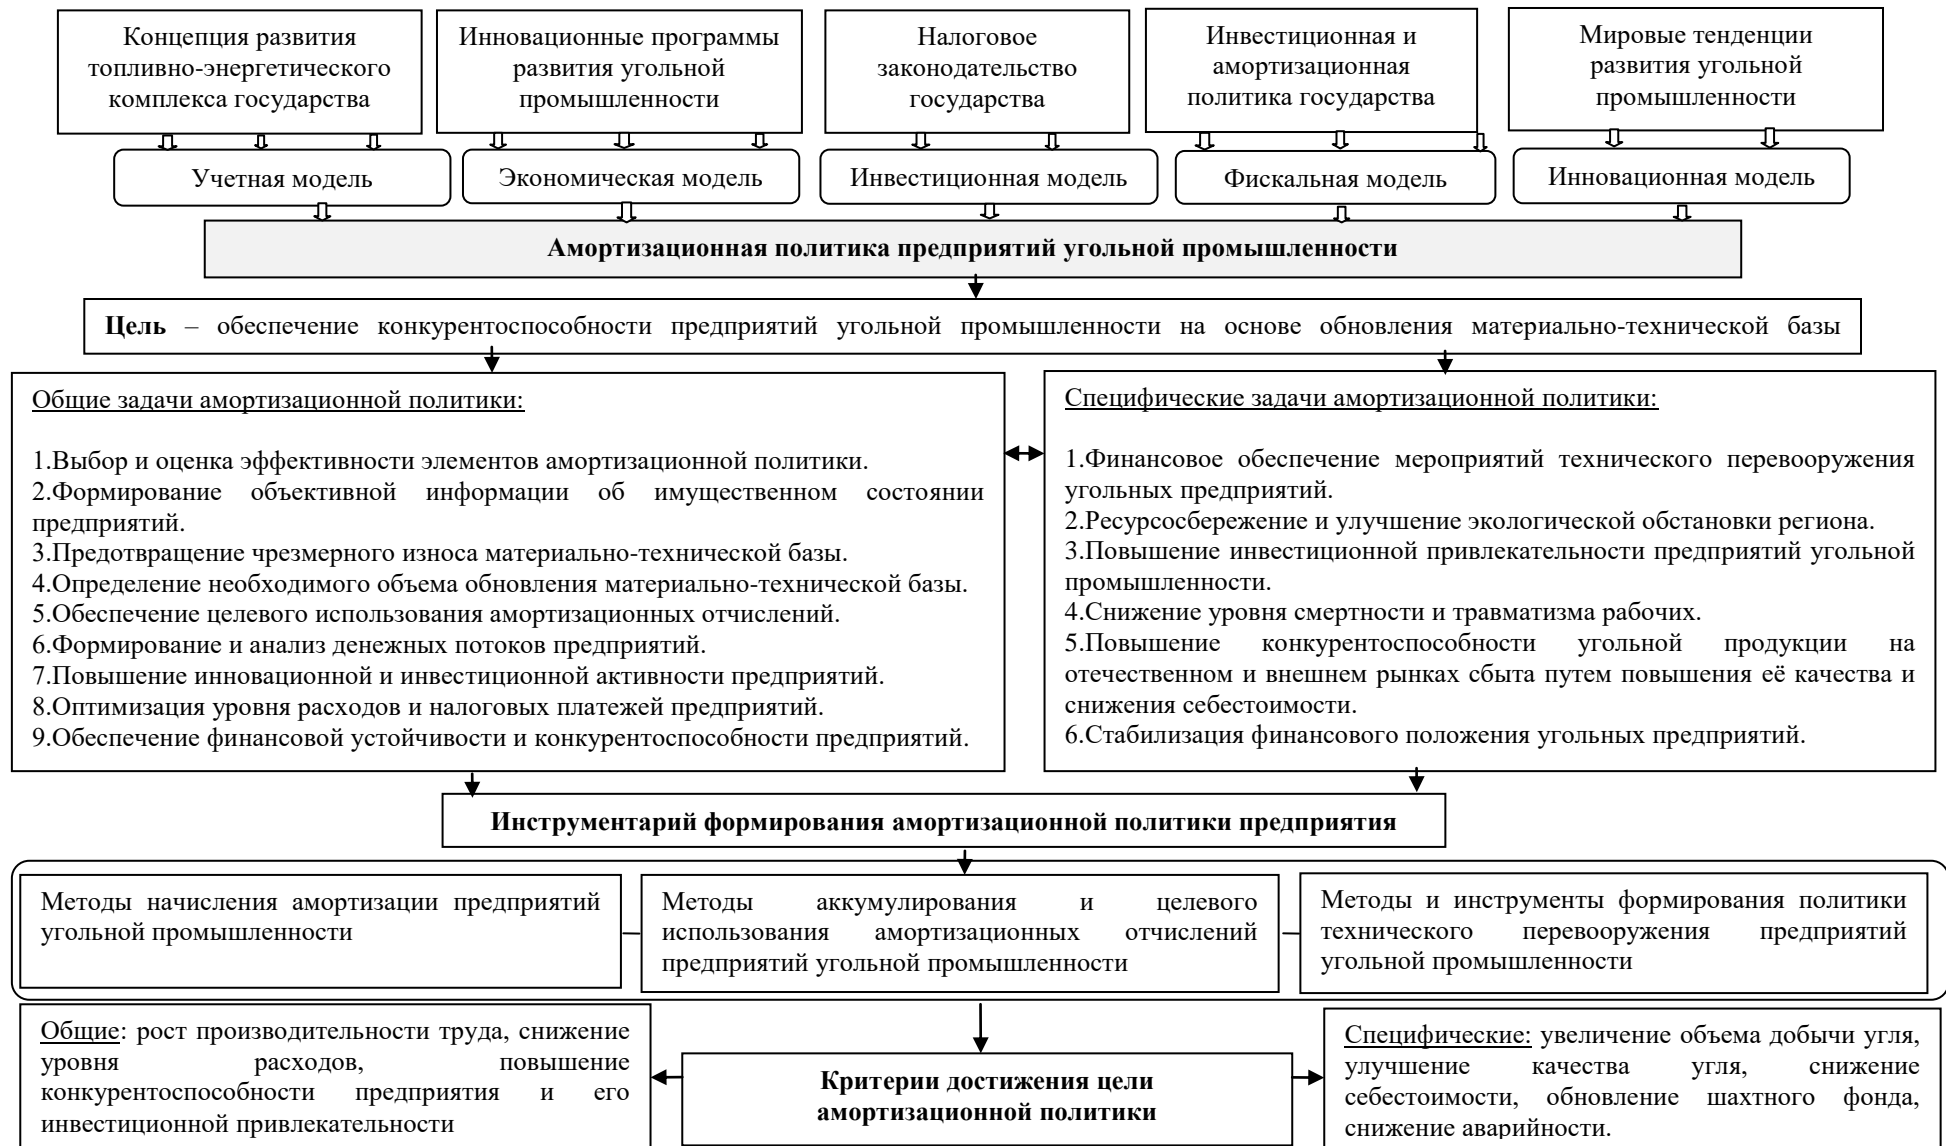 Концепция развития
топливно-энергетического
комплекса государства
Инновационные программы
развития угольной
промышленности
Налоговое
законодательство
государства
Инвестиционная и
амортизационная
политика государства
Мировые тенденции
развития угольной
промышленности
Учетная модель
Экономическая модель
Инвестиционная модель
Фискальная модель
Инновационная модель
Амортизационная политика предприятий угольной промышленности
Цель – обеспечение конкурентоспособности предприятий угольной промышленности на основе обновления материально-технической базы
Общие задачи амортизационной политики:
1.Выбор и оценка эффективности элементов амортизационной политики.
2.Формирование объективной информации об имущественном состоянии
предприятий.
3.Предотвращение чрезмерного износа материально-технической базы.
4.Определение необходимого объема обновления материально-технической базы.
5.Обеспечение целевого использования амортизационных отчислений.
6.Формирование и анализ денежных потоков предприятий.
7.Повышение инновационной и инвестиционной активности предприятий.
8.Оптимизация уровня расходов и налоговых платежей предприятий.
9.Обеспечение финансовой устойчивости и конкурентоспособности предприятий.
Специфические задачи амортизационной политики:
1.Финансовое обеспечение мероприятий технического перевооружения
угольных предприятий.
2.Ресурсосбережение и улучшение экологической обстановки региона.
3.Повышение инвестиционной привлекательности предприятий угольной
промышленности.
4.Снижение уровня смертности и травматизма рабочих.
5.Повышение конкурентоспособности угольной продукции на
отечественном и внешнем рынках сбыта путем повышения её качества и
снижения себестоимости.
6.Стабилизация финансового положения угольных предприятий.
Инструментарий формирования амортизационной политики предприятия
Методы начисления амортизации предприятий
угольной промышленности
Методы аккумулирования и целевого
использования амортизационных отчислений
предприятий угольной промышленности
Методы и инструменты формирования политики
технического перевооружения предприятий
угольной промышленности
Общие: рост производительности труда, снижение
уровня расходов, повышение
конкурентоспособности предприятия и его
инвестиционной привлекательности
Критерии достижения цели
амортизационной политики
Специфические: увеличение объема добычи угля,
улучшение качества угля, снижение
себестоимости, обновление шахтного фонда,
снижение аварийности.